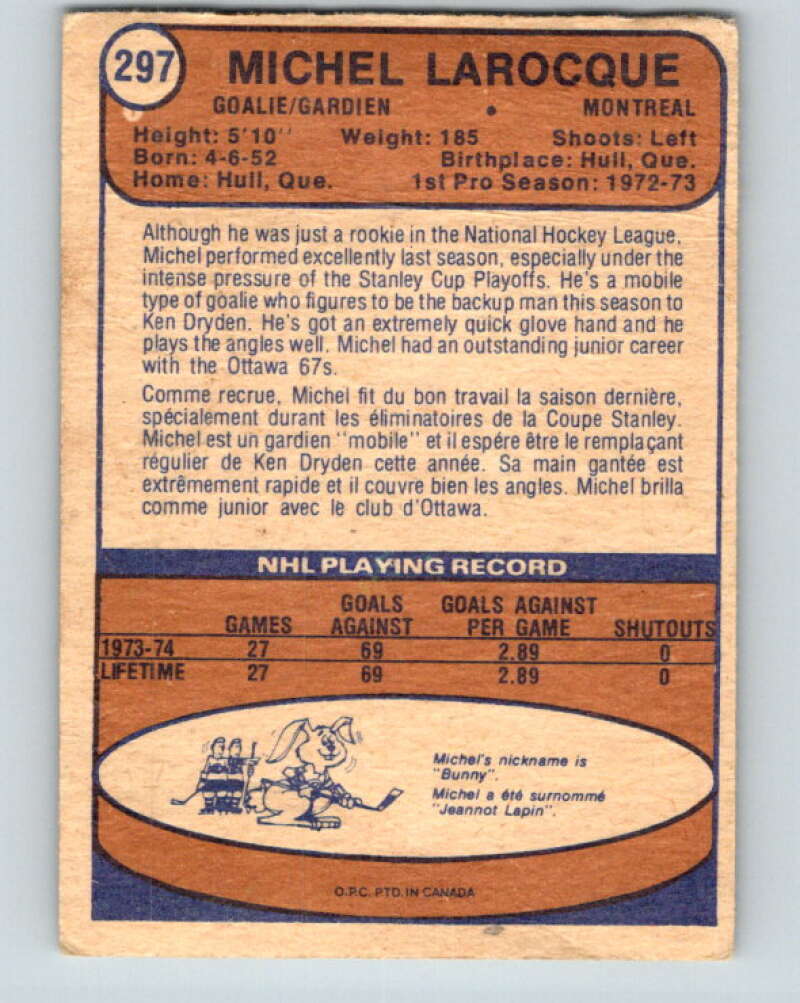 297
MICHEL LAROCQUE
GOALIE/GARDIEN • MONTREAL
Height: 5'10'' Weight: 185 Shoots: Left
Born: 4-6-52 Birthplace: Hull, Que.
Home: Hull, Que. 1st Pro Season: 1972-73
Although he was just a rookie in the National Hockey League,
Michel performed excellently last season, especially under the
intense pressure of the Stanley Cup Playoffs. He's a mobile
type of goalie who figures to be the backup man this season to
Ken Dryden. He's got an extremely quick glove hand and he
plays the angles well. Michel had an outstanding junior career
with the Ottawa 67s.
Comme recrue, Michel fit du bon travail la saison dernière,
spécialement durant les éliminatoires de la Coupe Stanley.
Michel est un gardien "mobile" et il espére être le remplaçant
régulier de Ken Dryden cette année. Sa main gantée est
extrêmement rapide et il couvre bien les angles. Michel brilla
comme junior avec le club d'Ottawa.
NHL PLAYING RECORD
GAMES GOALS AGAINST GOALS AGAINST PER GAME SHUTOUTS
1973-74 27 69 2.89 0
LIFETIME 27 69 2.89 0
Michel's nickname is
"Bunny".
Michel a été surnommé
"Jeannot Lapin".
O.P.C. PTD. IN CANADA